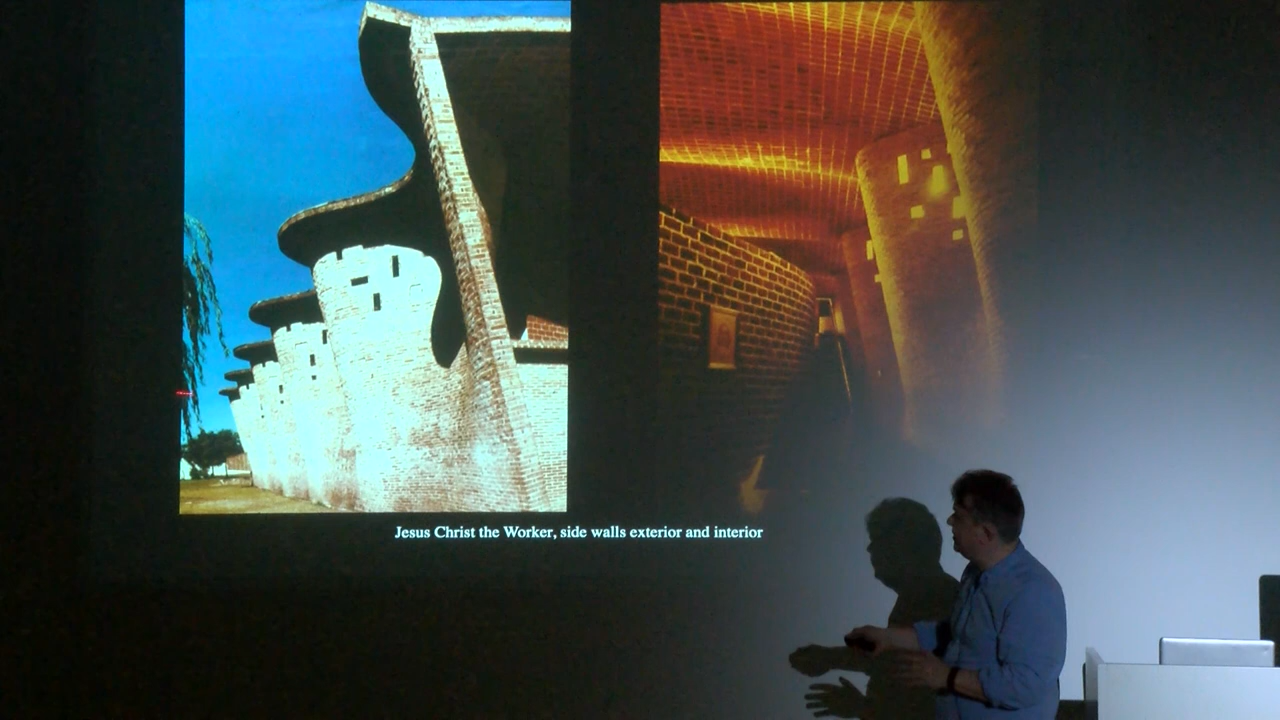 Jesus Christ the Worker, side walls exterior and interior